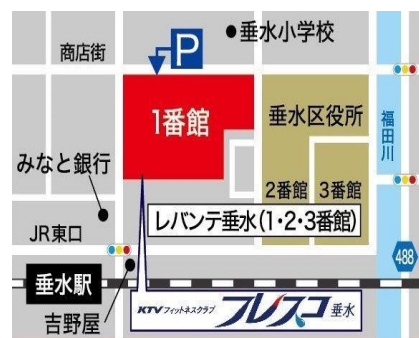 P
垂水小学校
商店街
1番館
垂水区役所
福田川
みなと銀行
2番館
3番館
レバンテ垂水(1・2・3番館)
JR東口
488
垂水駅
吉野屋
KTVフィットネスクラブ フレスコ垂水